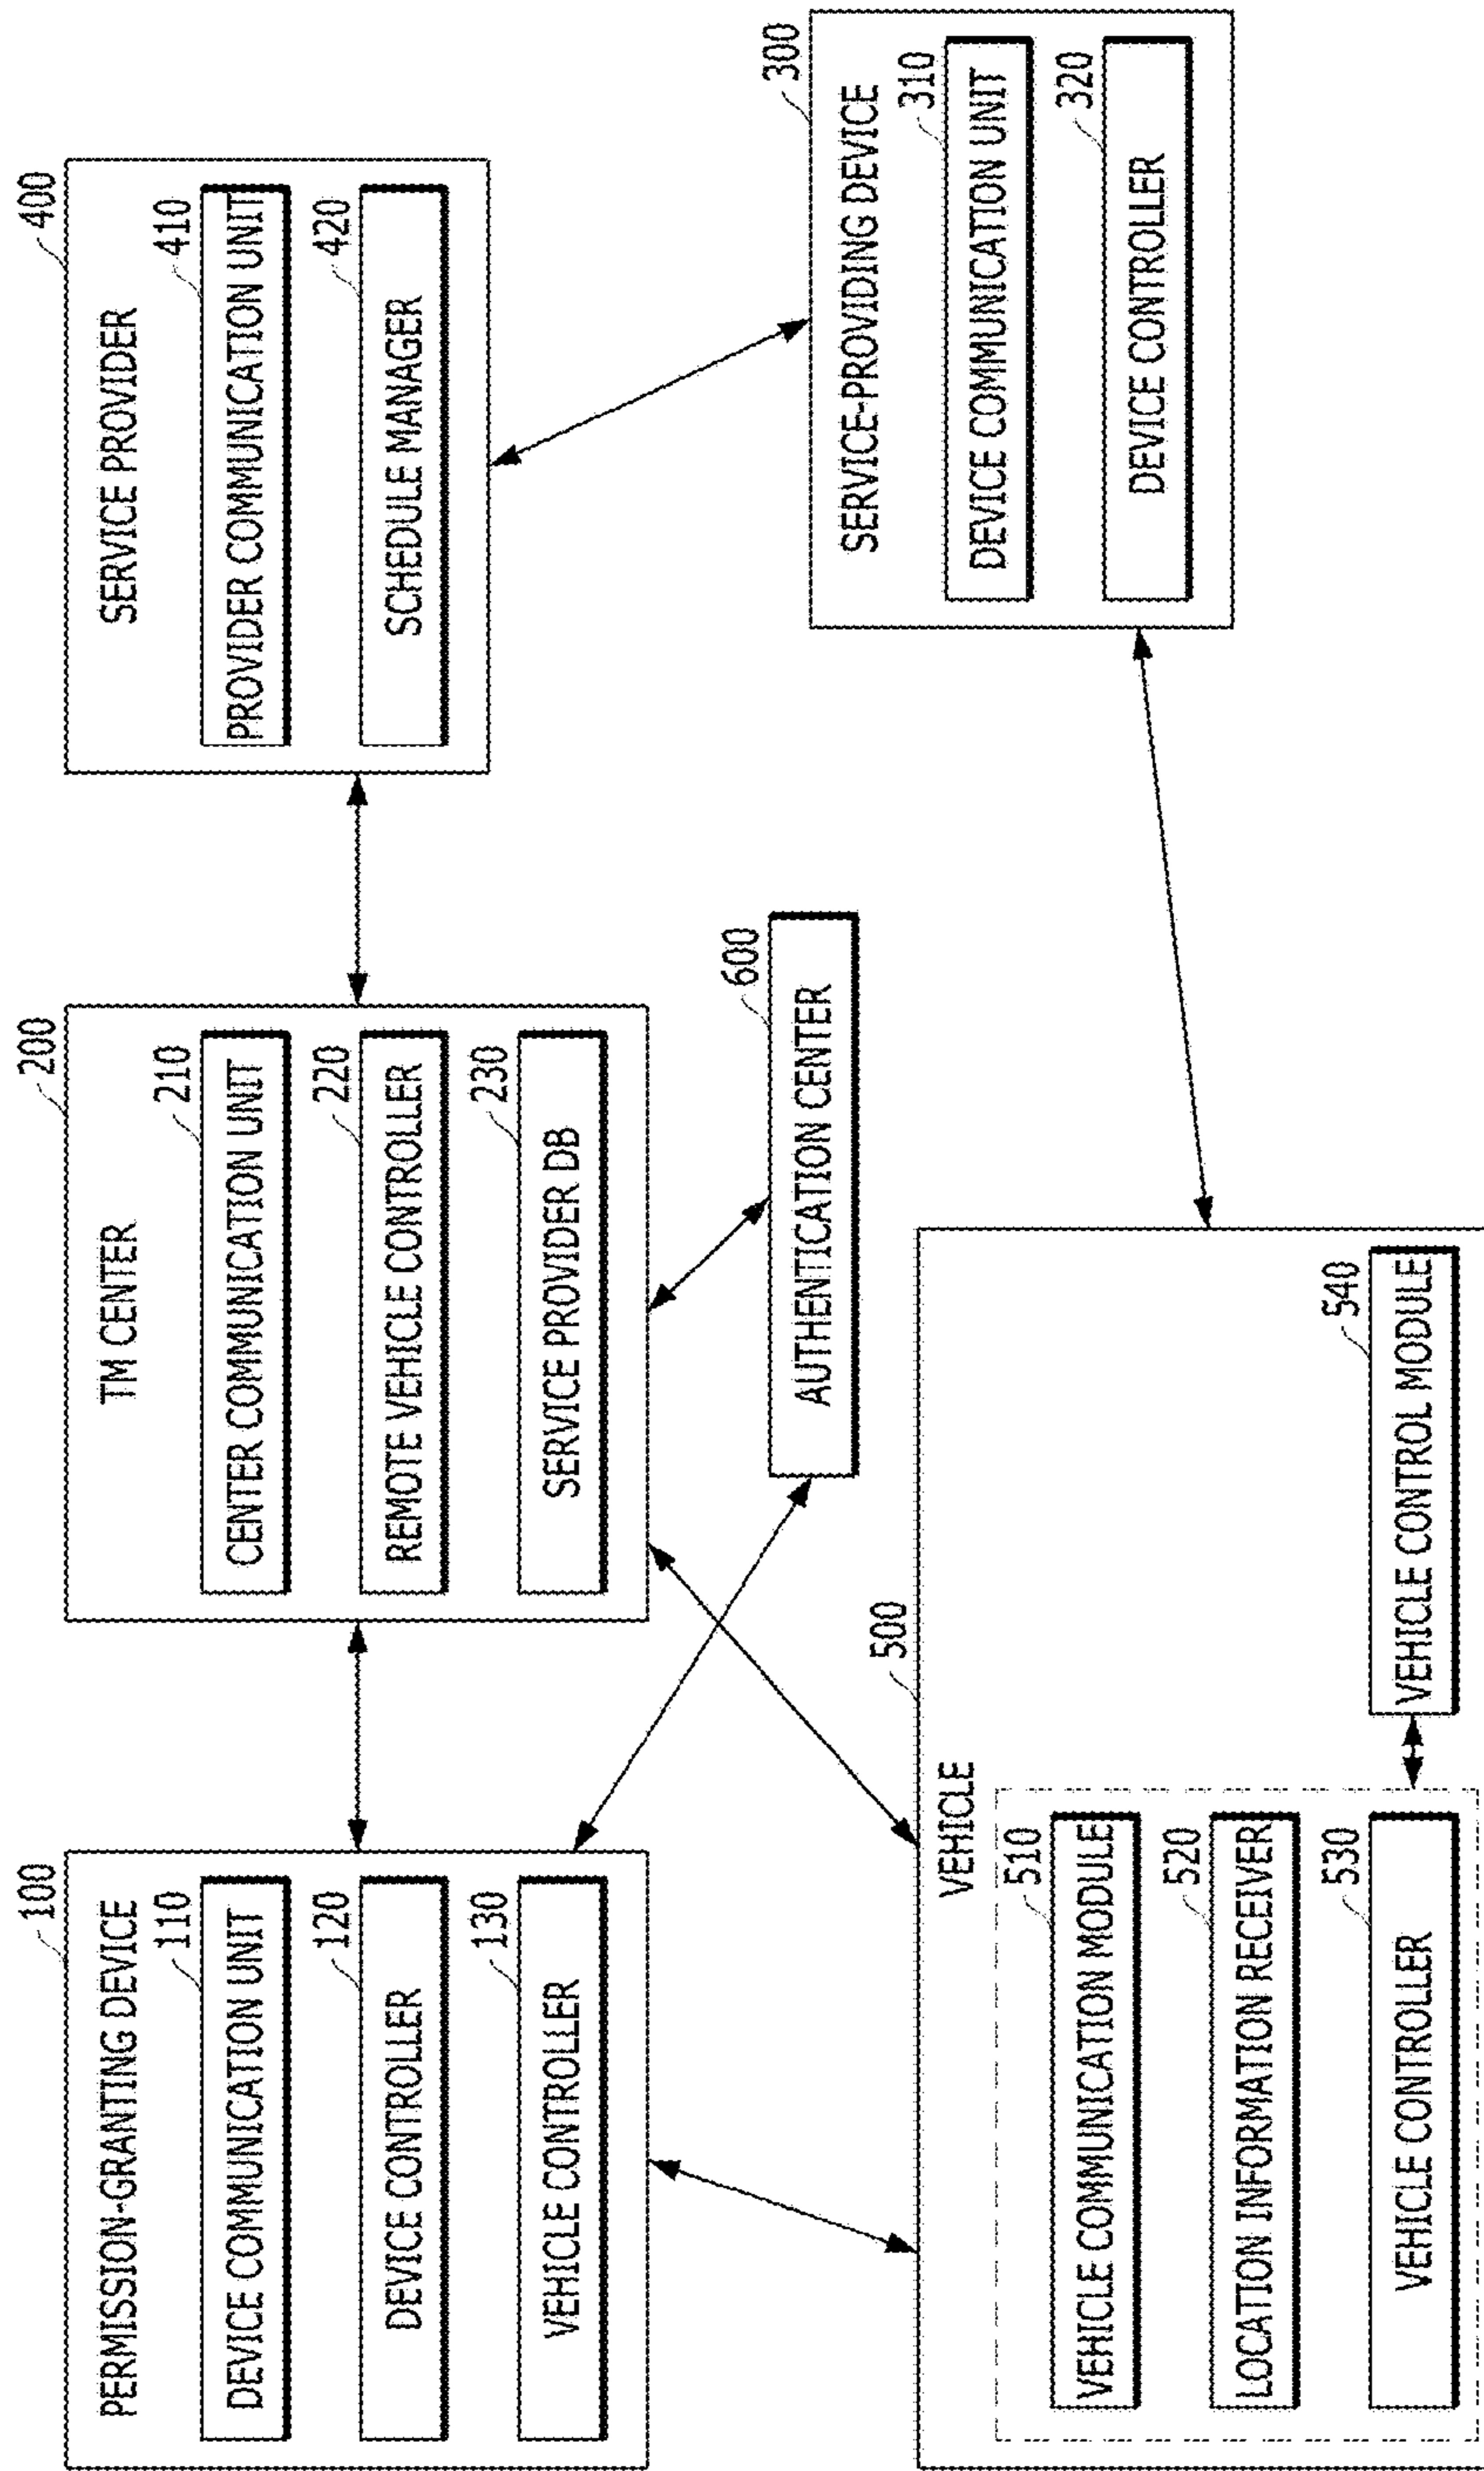 100
PERMISSION-GRANTING DEVICE
110
DEVICE COMMUNICATION UNIT
120
DEVICE CONTROLLER
130
VEHICLE CONTROLLER
200
TM CENTER
210
CENTER COMMUNICATION UNIT
220
REMOTE VEHICLE CONTROLLER
230
SERVICE PROVIDER DB
400
SERVICE PROVIDER
410
PROVIDER COMMUNICATION UNIT
420
SCHEDULE MANAGER
600
AUTHENTICATION CENTER
300
SERVICE-PROVIDING DEVICE
310
DEVICE COMMUNICATION UNIT
320
DEVICE CONTROLLER
500
VEHICLE
510
VEHICLE COMMUNICATION MODULE
520
LOCATION INFORMATION RECEIVER
530
VEHICLE CONTROLLER
540
VEHICLE CONTROL MODULE